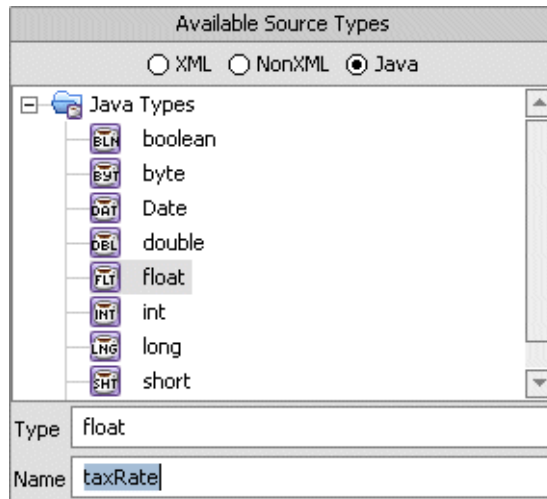 Available Source Types
XML NonXML Java
Java Types
BLN boolean
BYT byte
DAT Date
DBL double
FLT float
INT int
LNG long
SHT short
Type float
Name taxRate